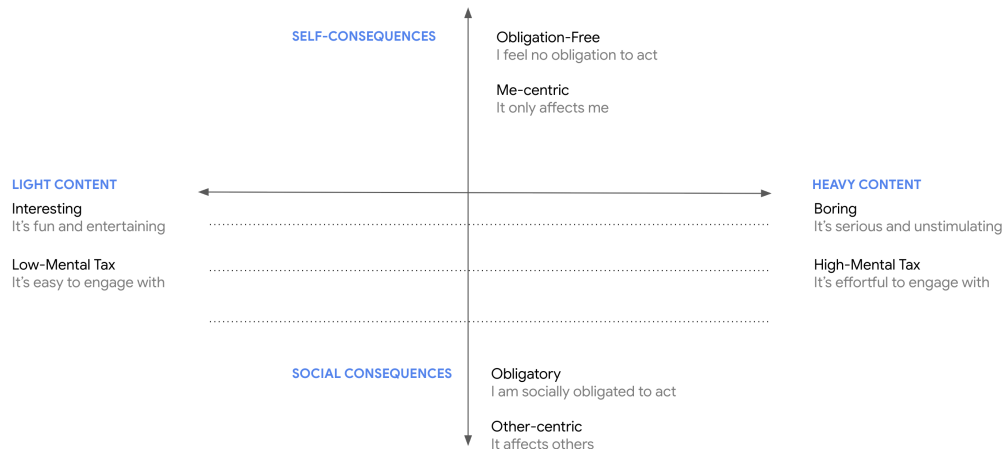 SELF-CONSEQUENCES
Obligation-Free
I feel no obligation to act
Me-centric
It only affects me
LIGHT CONTENT
Interesting
It's fun and entertaining
Low-Mental Tax
It's easy to engage with
HEAVY CONTENT
Boring
It's serious and unstimulating
High-Mental Tax
It's effortful to engage with
SOCIAL CONSEQUENCES
Obligatory
I am socially obligated to act
Other-centric
It affects others